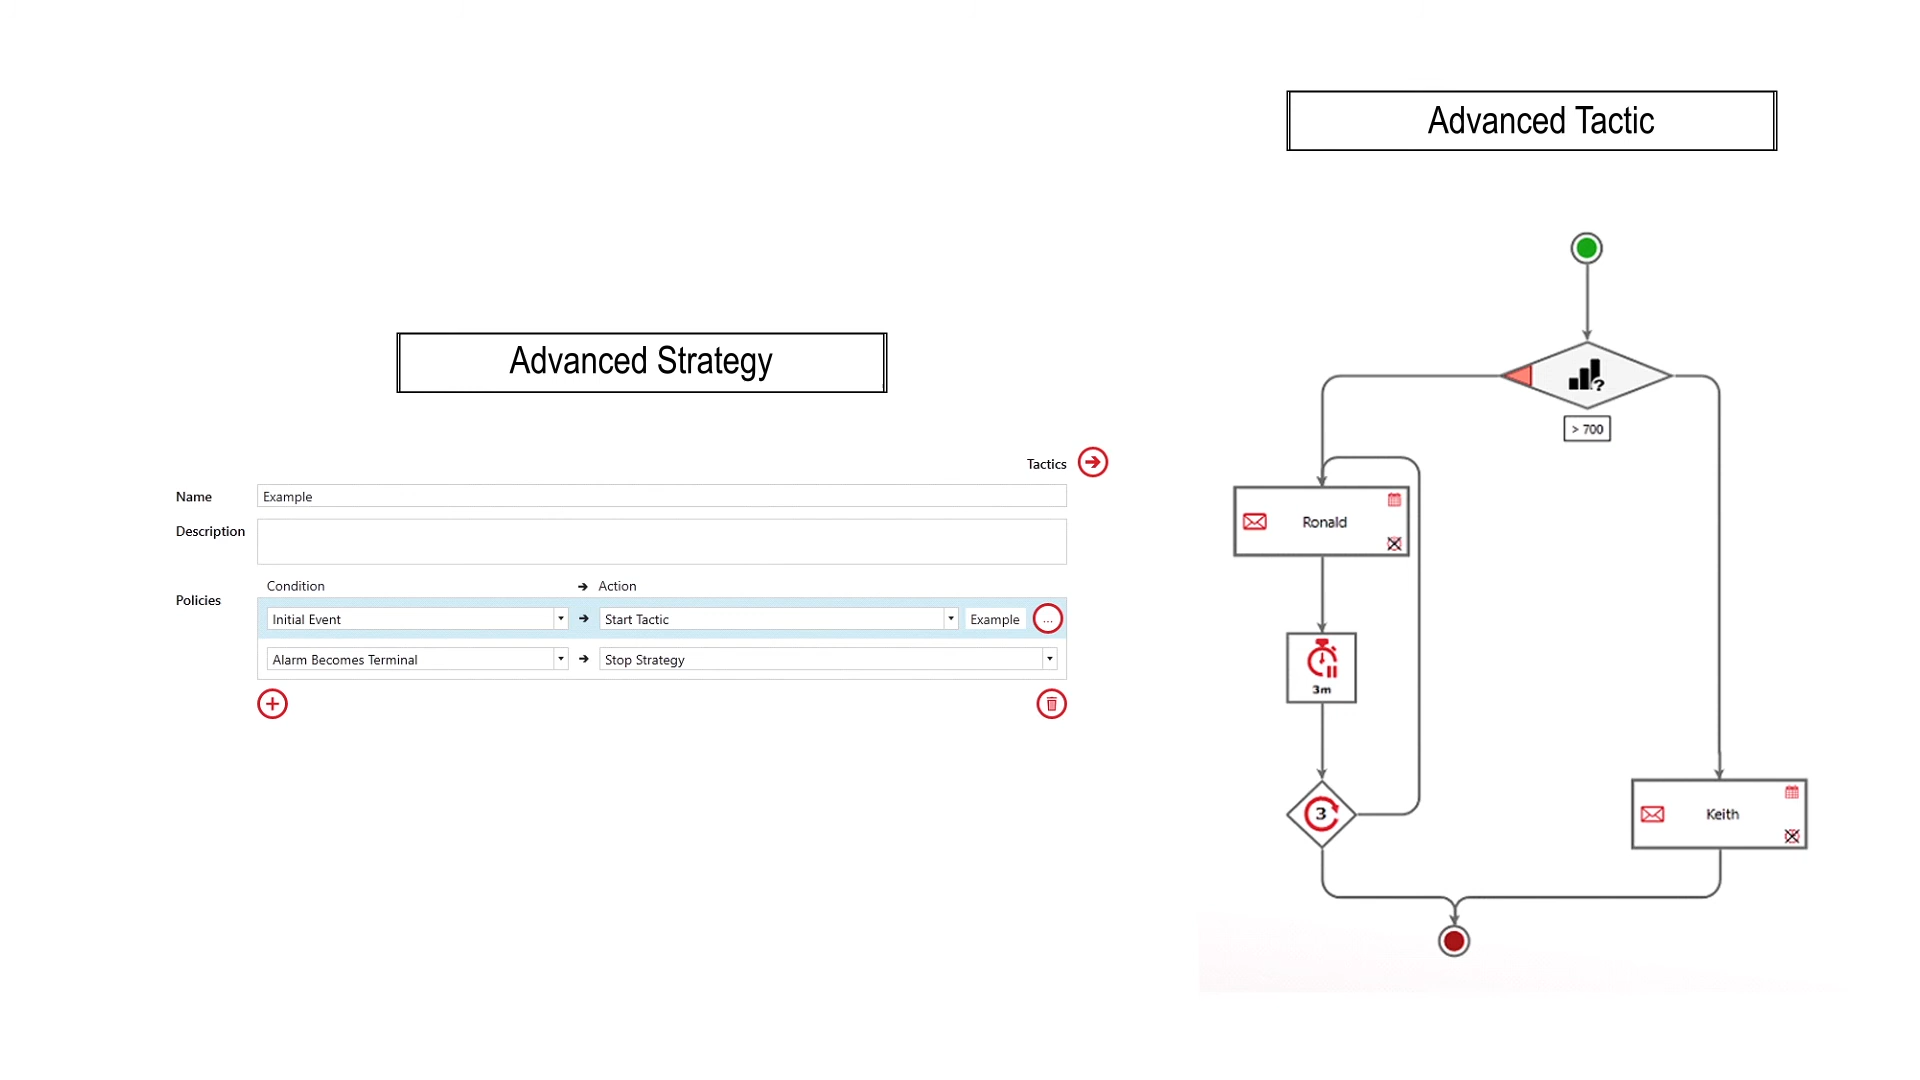 Advanced Tactic
Advanced Strategy
Tactics
Name
Example
Description
Policies
Condition
Action
Initial Event
Start Tactic
Example
...
Alarm Becomes Terminal
Stop Strategy
?
> 700
Ronald
3m
3
Keith